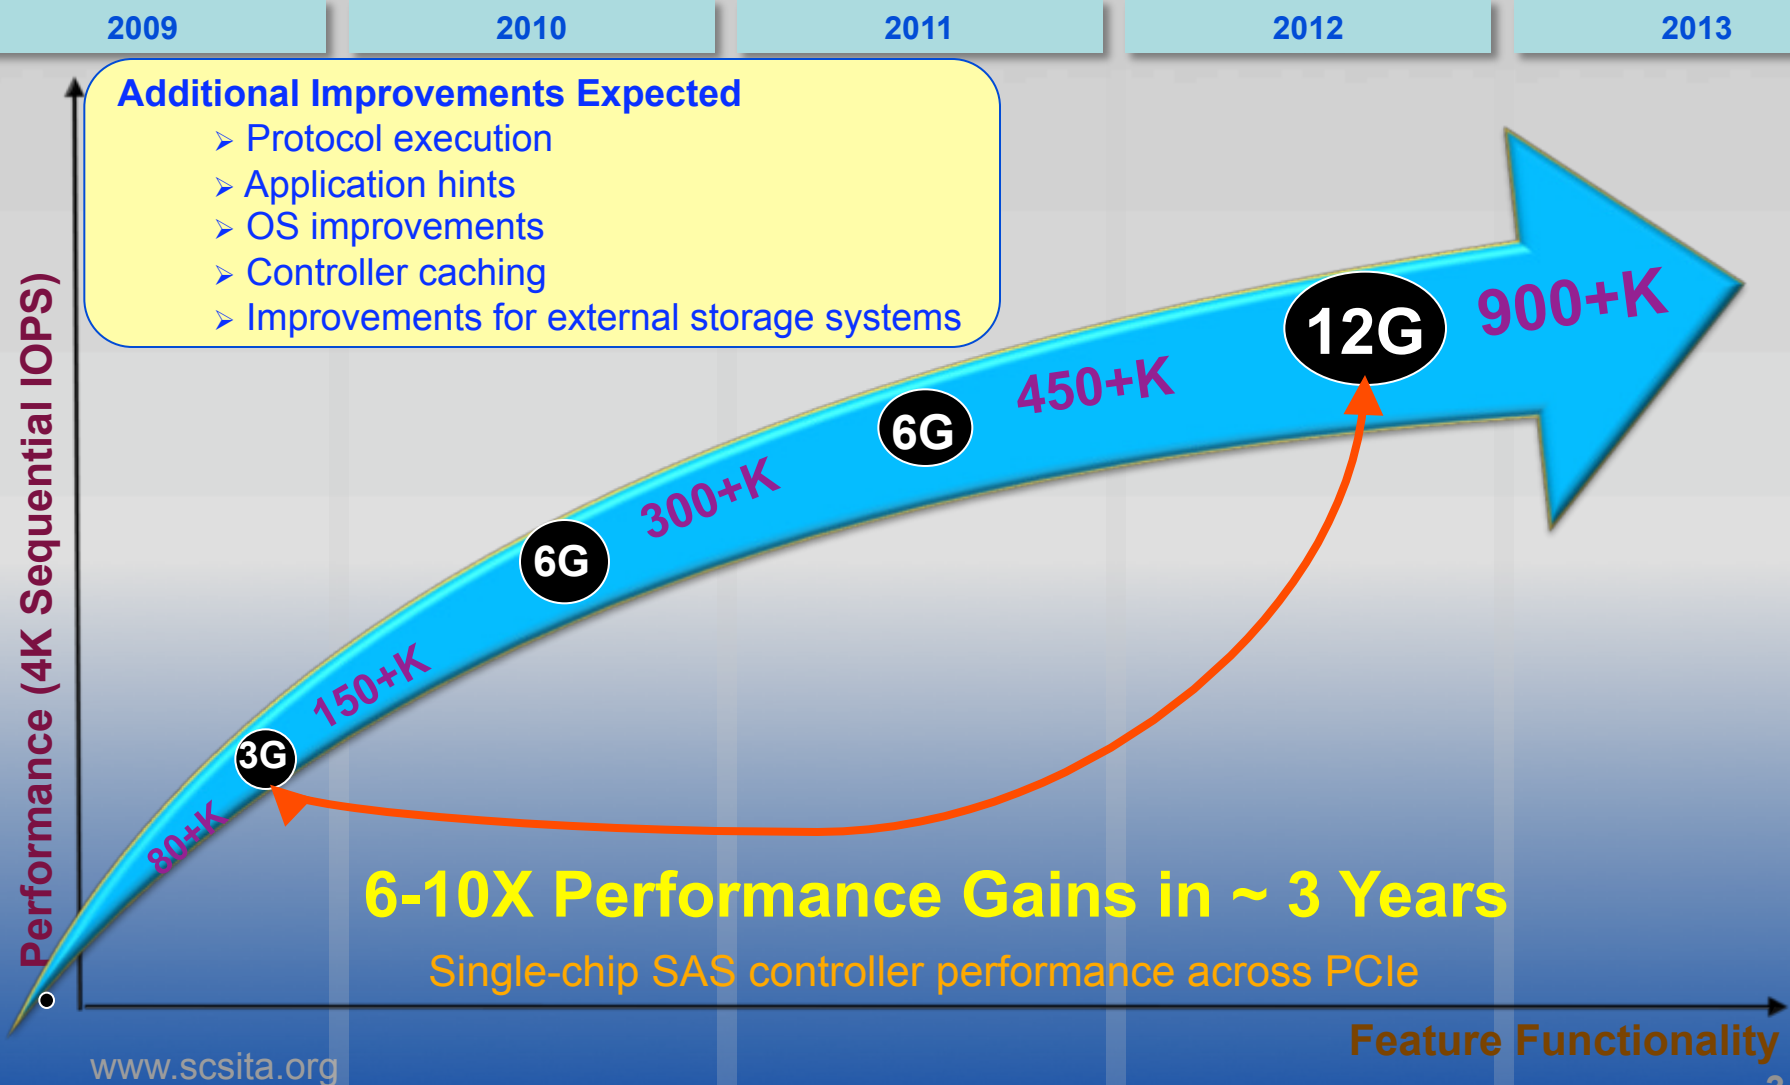 2009 2010 2011 2012 2013
Additional Improvements Expected
➢ Protocol execution
➢ Application hints
➢ OS improvements
➢ Controller caching
➢ Improvements for external storage systems
Performance (4K Sequential IOPS)
80+K
3G
150+K
6G
300+K
6G
450+K
12G
900+K
6-10X Performance Gains in ~ 3 Years
Single-chip SAS controller performance across PCIe
Feature Functionality
www.scsita.org